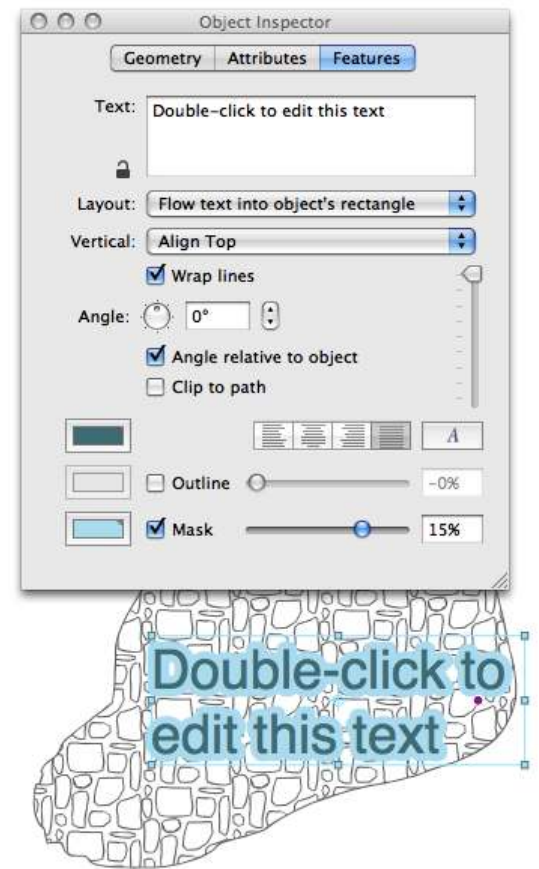 Object Inspector
Geometry Attributes Features
Text: Double-click to edit this text
Layout: Flow text into object's rectangle
Vertical: Align Top
Wrap lines
Angle: 0°
Angle relative to object
Clip to path
A
Outline -0%
Mask 15%
Double-click to
edit this text